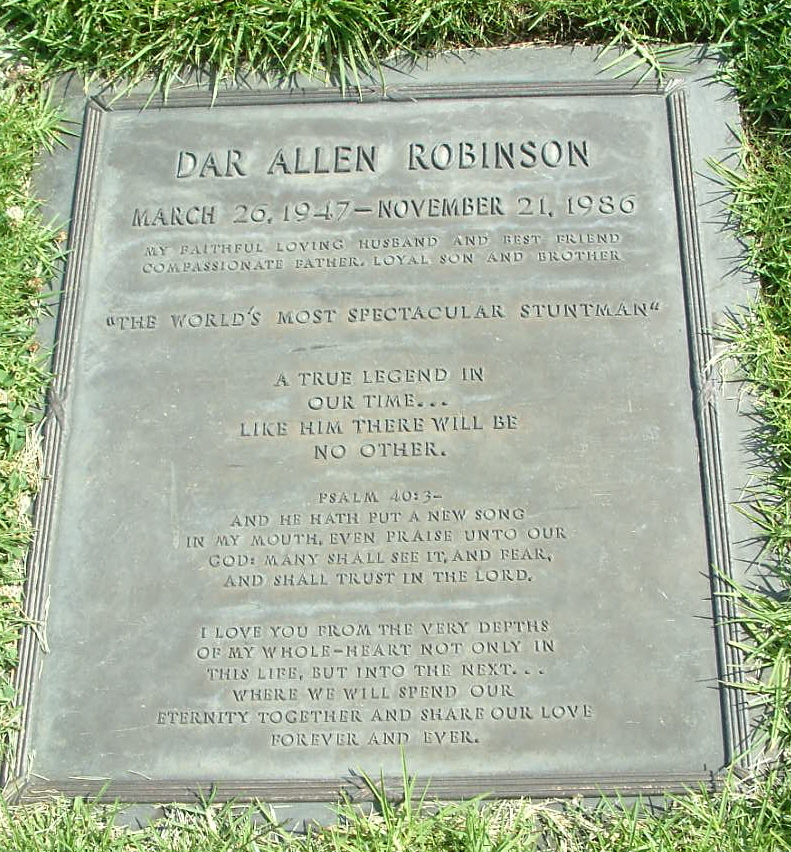 DAR ALLEN ROBINSON
MARCH 26, 1947-NOVEMBER 21, 1986
MY FAITHFUL LOVING HUSBAND AND BEST FRIEND
COMPASSIONATE FATHER, LOYAL SON AND BROTHER
"THE WORLD'S MOST SPECTACULAR STUNTMAN"
A TRUE LEGEND IN
OUR TIME...
LIKE HIM THERE WILL BE
NO OTHER.
PSALM 40:3-
AND HE HATH PUT A NEW SONG
IN MY MOUTH, EVEN PRAISE UNTO OUR
GOD: MANY SHALL SEE IT, AND FEAR,
AND SHALL TRUST IN THE LORD.
I LOVE YOU FROM THE VERY DEPTHS
OF MY WHOLE-HEART NOT ONLY IN
THIS LIFE, BUT INTO THE NEXT...
WHERE WE WILL SPEND OUR
ETERNITY TOGETHER AND SHARE OUR LOVE
FOREVER AND EVER.